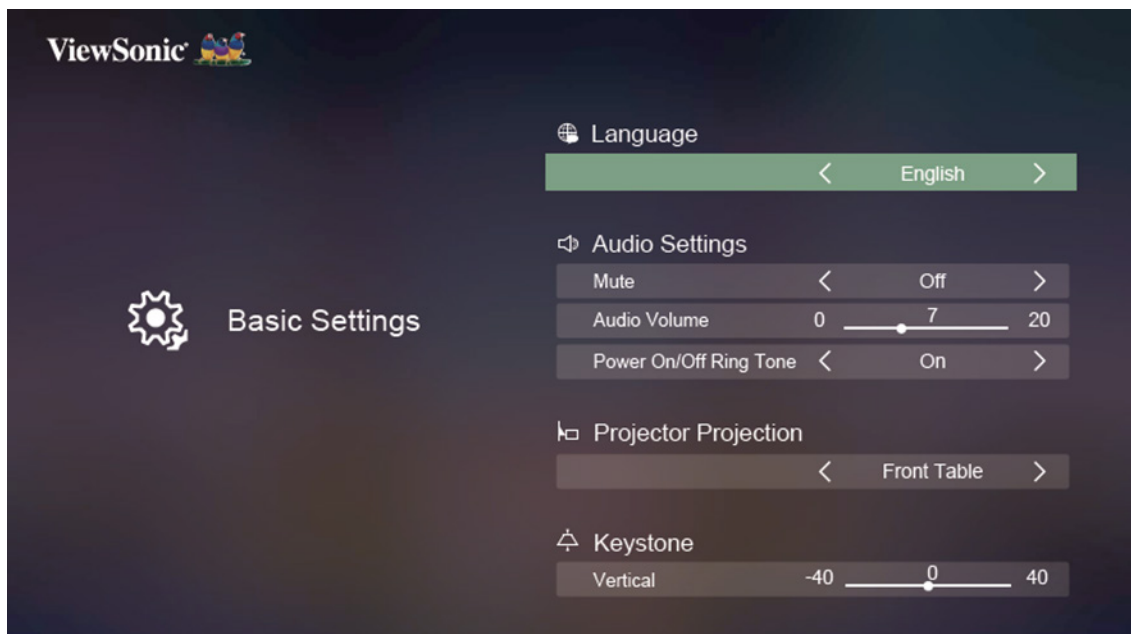 ViewSonic
Language
English
Basic Settings
Audio Settings
Mute Off
Audio Volume 0 7 20
Power On/Off Ring Tone On
Projector Projection
Front Table
Keystone
Vertical -40 0 40